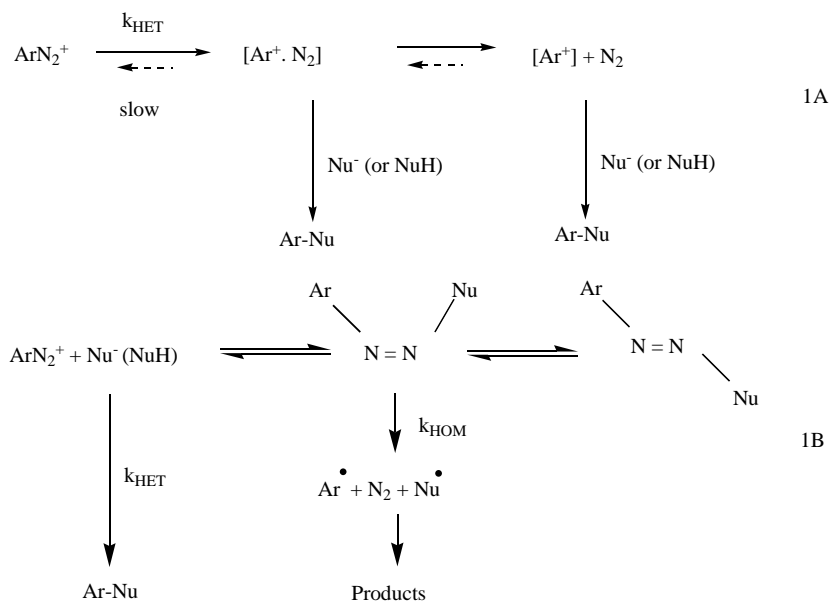 k_HET
ArN₂⁺ [Ar⁺. N₂] [Ar⁺] + N₂
slow
1A
Nu⁻ (or NuH) Nu⁻ (or NuH)
Ar-Nu Ar-Nu
Ar Nu Ar
ArN₂⁺ + Nu⁻ (NuH) N = N N = N
Nu
k_HOM
1B
k_HET
Ar• + N₂ + Nu•
Ar-Nu Products